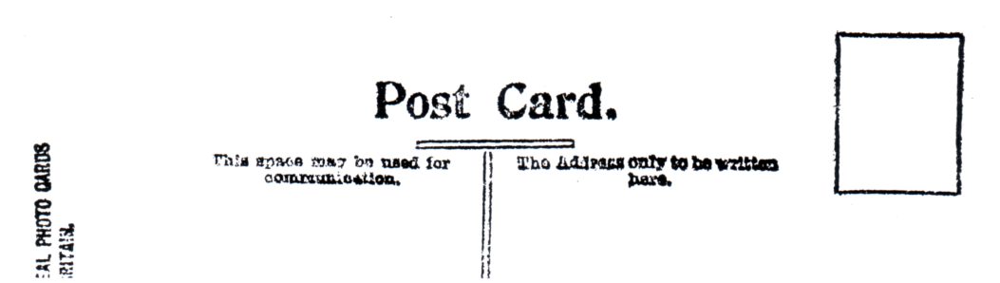 Post Card.
This space may be used for
communication.
The Address only to be written
here.
EAL PHOTO CARDS
RITAIN.